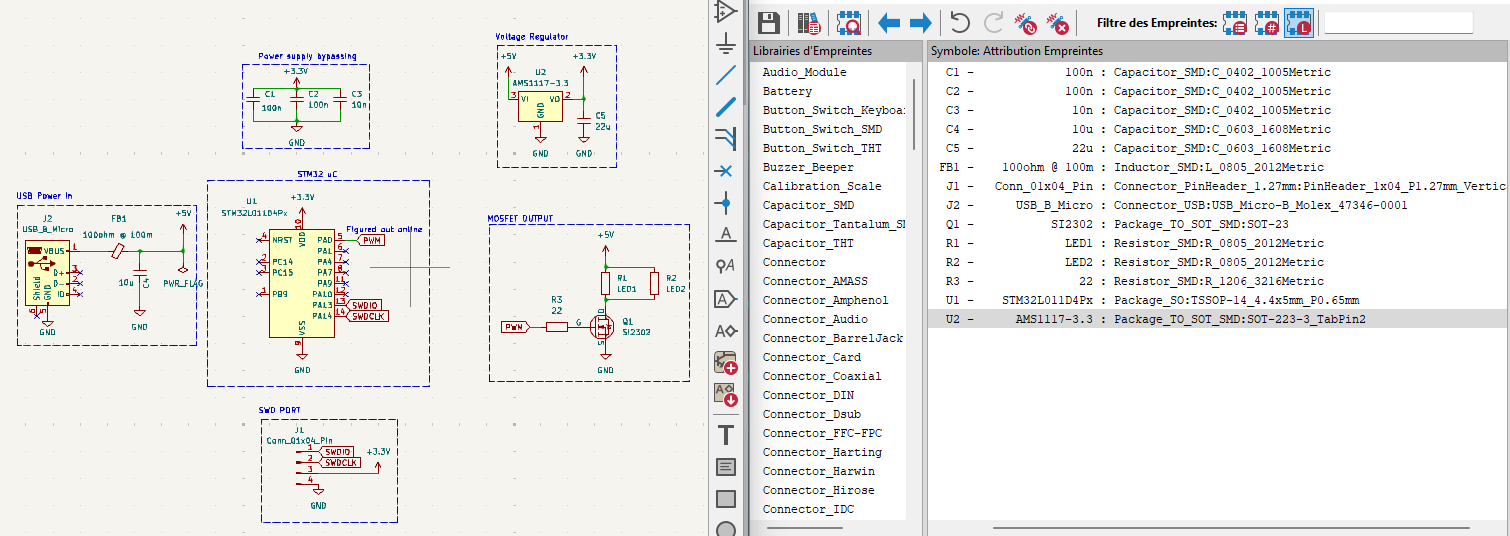 Power supply bypassing
+3.3V
C1
100n
C2
100n
C3
10n
GND
Voltage Regulator
+5V
+3.3V
U2
AMS1117-3.3
3 VI
VO 2
GND
1
C5
22u
GND
GND
USB Power In
J2
USB_B_Micro
FB1
100ohm @ 100m
+5V
VBUS 1
D+ 3
D- 2
ID 4
Shield
GND
6
5
10u
C4
PWR_FLAG
GND
GND
STM32 uC
+3.3V
U1
STM32L011D4Px
10
VDD
Figured out online
4 NRST
PA0 5
PWM
PA1 6
2 PC14
PA4 7
3 PC15
PA7 8
PA9 11
1 PB9
PA10 12
PA13 13
SWDIO
PA14 14
SWDCLK
VSS
9
GND
MOSFET OUTPUT
+5V
R1
LED1
R2
LED2
R3
22
PWM
G
D
S
Q1
SI2302
GND
SWD PORT
J1
Conn_01x04_Pin
1 SWDIO
2 SWDCLK
3
4
+3.3V
GND
Filtre des Empreintes:
Librairies d'Empreintes
Audio_Module
Battery
Button_Switch_Keyboa
Button_Switch_SMD
Button_Switch_THT
Buzzer_Beeper
Calibration_Scale
Capacitor_SMD
Capacitor_Tantalum_SM
Capacitor_THT
Connector
Connector_AMASS
Connector_Amphenol
Connector_Audio
Connector_BarrelJack
Connector_Card
Connector_Coaxial
Connector_DIN
Connector_Dsub
Connector_FFC-FPC
Connector_Harting
Connector_Harwin
Connector_Hirose
Connector_IDC
Symbole: Attribution Empreintes
C1 - 100n : Capacitor_SMD:C_0402_1005Metric
C2 - 100n : Capacitor_SMD:C_0402_1005Metric
C3 - 10n : Capacitor_SMD:C_0402_1005Metric
C4 - 10u : Capacitor_SMD:C_0603_1608Metric
C5 - 22u : Capacitor_SMD:C_0603_1608Metric
FB1 - 100ohm @ 100m : Inductor_SMD:L_0805_2012Metric
J1 - Conn_01x04_Pin : Connector_PinHeader_1.27mm:PinHeader_1x04_P1.27mm_Vertic
J2 - USB_B_Micro : Connector_USB:USB_Micro-B_Molex_47346-0001
Q1 - SI2302 : Package_TO_SOT_SMD:SOT-23
R1 - LED1 : Resistor_SMD:R_0805_2012Metric
R2 - LED2 : Resistor_SMD:R_0805_2012Metric
R3 - 22 : Resistor_SMD:R_1206_3216Metric
U1 - STM32L011D4Px : Package_SO:TSSOP-14_4.4x5mm_P0.65mm
U2 - AMS1117-3.3 : Package_TO_SOT_SMD:SOT-223-3_TabPin2